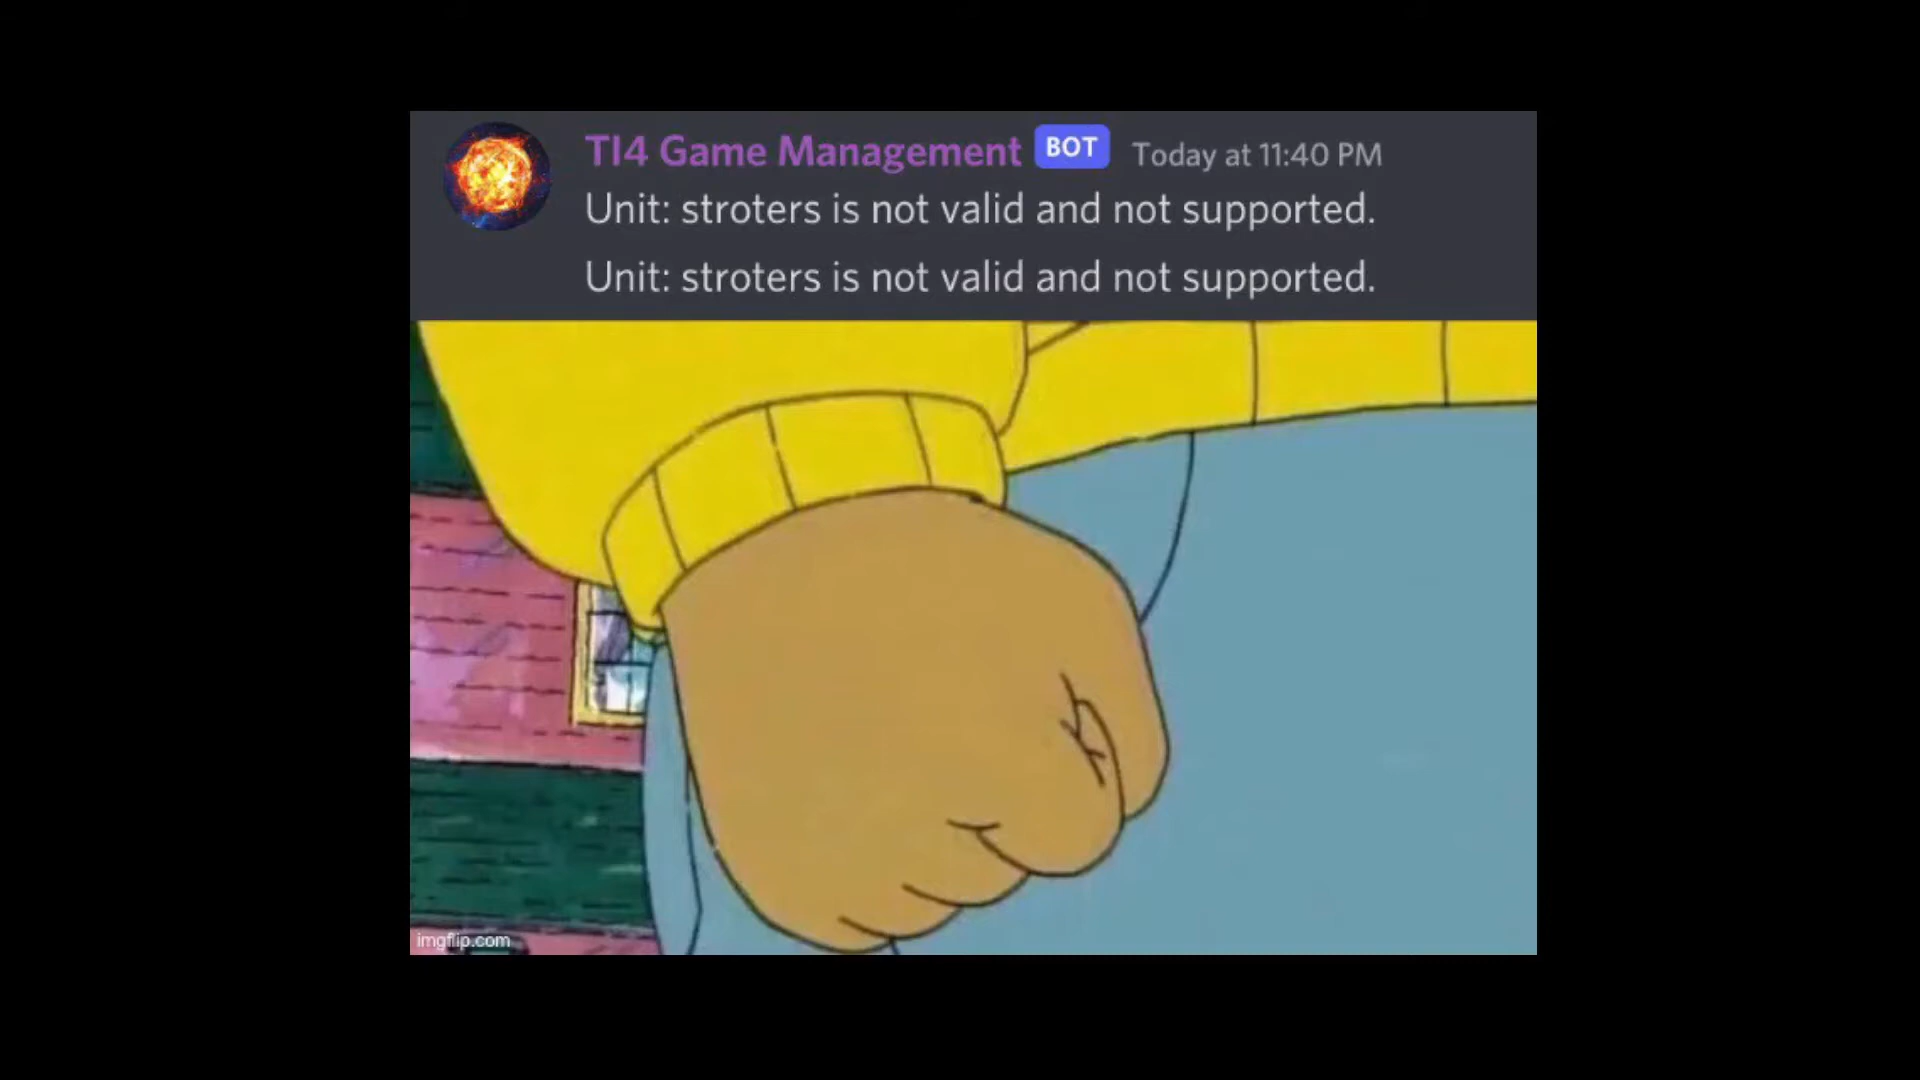 TI4 Game Management BOT Today at 11:40 PM
Unit: stroters is not valid and not supported.
Unit: stroters is not valid and not supported.
imgflip.com